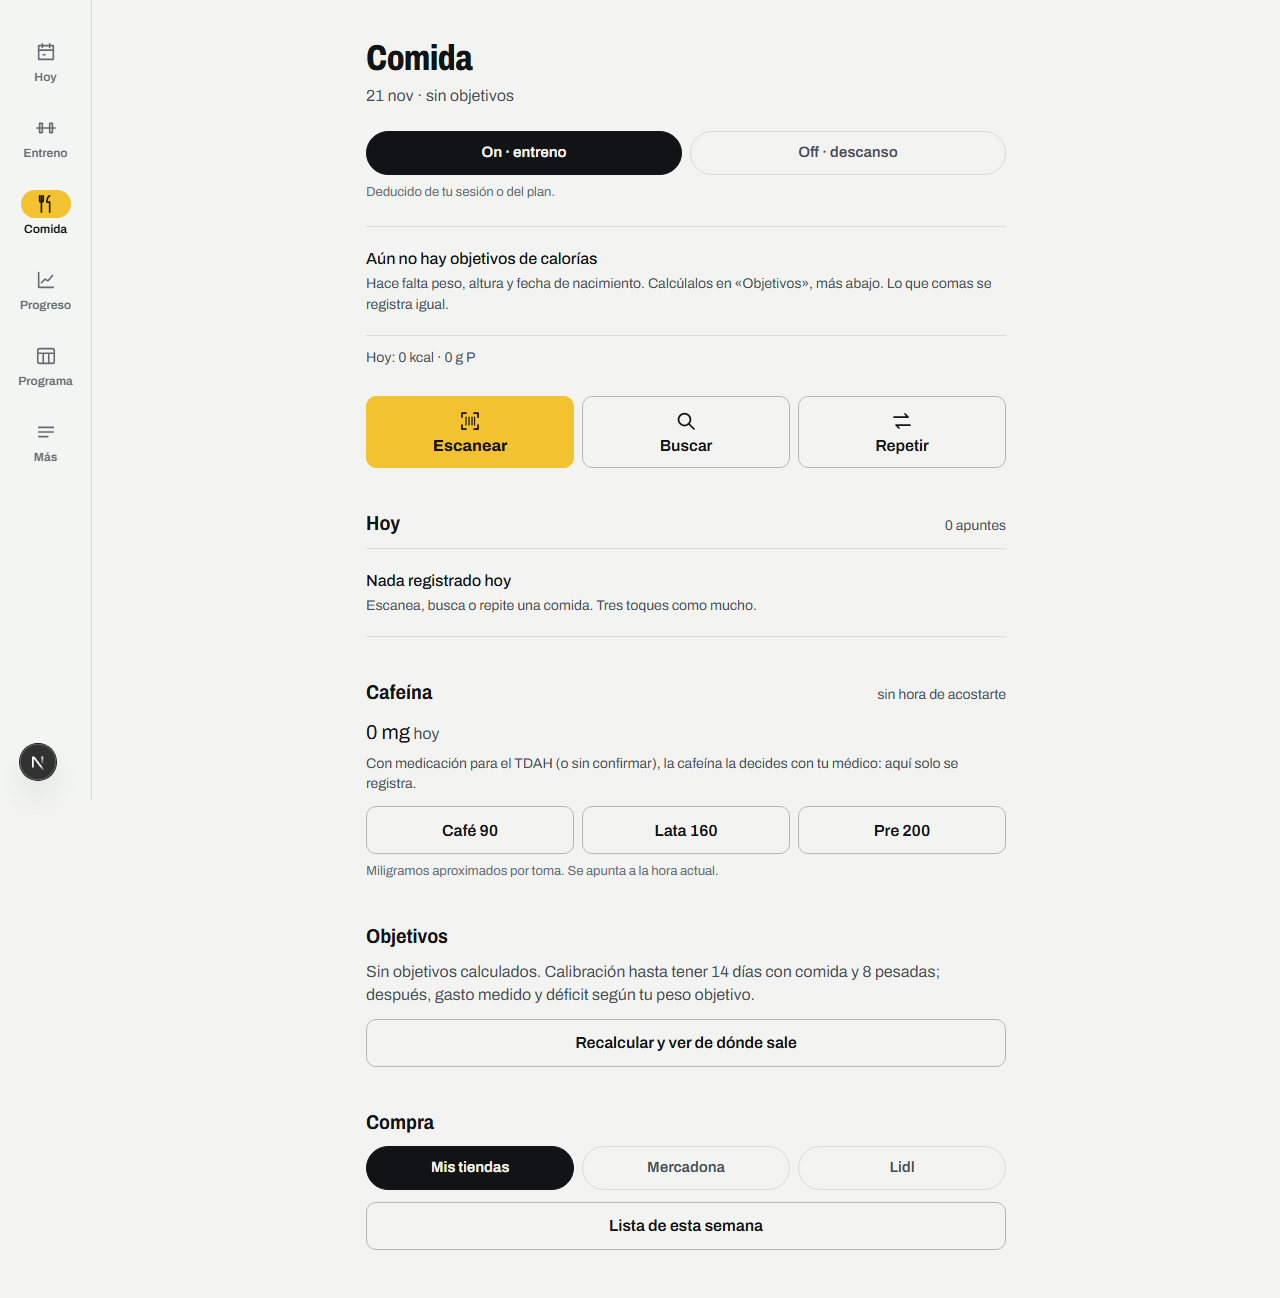 Hoy
Entreno
Comida
Progreso
Programa
Más
N
Comida
21 nov · sin objetivos
On · entreno
Off · descanso
Deducido de tu sesión o del plan.
Aún no hay objetivos de calorías
Hace falta peso, altura y fecha de nacimiento. Calcúlalos en «Objetivos», más abajo. Lo que comas se
registra igual.
Hoy: 0 kcal · 0 g P
Escanear
Buscar
Repetir
Hoy
0 apuntes
Nada registrado hoy
Escanea, busca o repite una comida. Tres toques como mucho.
Cafeína
sin hora de acostarte
0 mg hoy
Con medicación para el TDAH (o sin confirmar), la cafeína la decides con tu médico: aquí solo se
registra.
Café 90
Lata 160
Pre 200
Miligramos aproximados por toma. Se apunta a la hora actual.
Objetivos
Sin objetivos calculados. Calibración hasta tener 14 días con comida y 8 pesadas;
después, gasto medido y déficit según tu peso objetivo.
Recalcular y ver de dónde sale
Compra
Mis tiendas
Mercadona
Lidl
Lista de esta semana